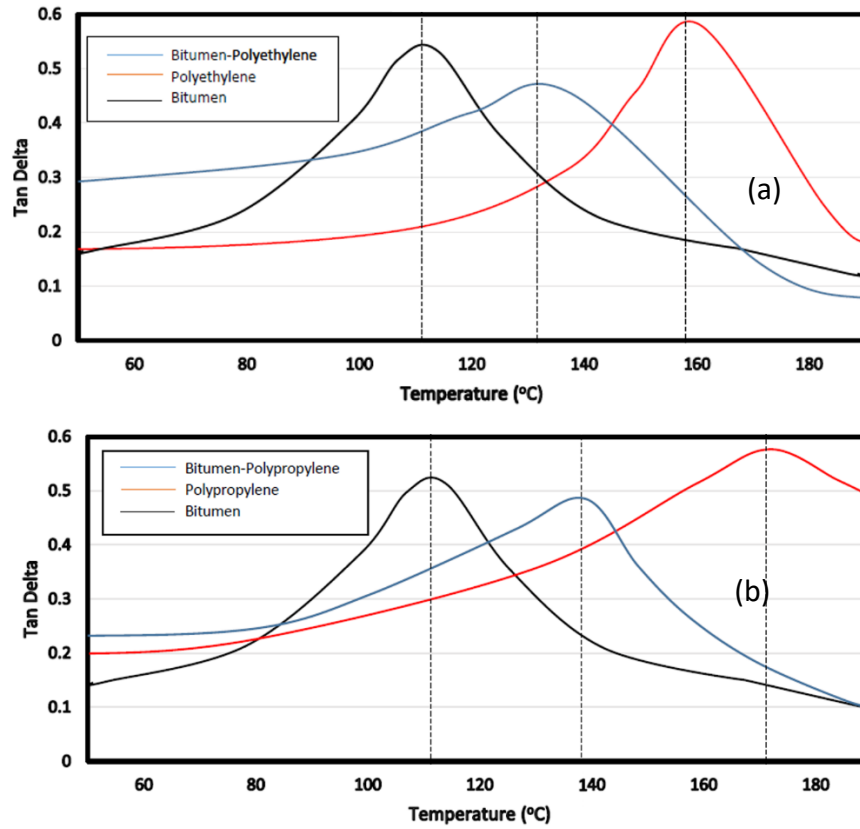 0.6
Bitumen-Polyethylene
Polyethylene
Bitumen
0.5
0.4
0.3
0.2
0.1
0
Tan Delta
(a)
60 80 100 120 140 160 180
Temperature (ºC)
0.6
Bitumen-Polypropylene
Polypropylene
Bitumen
0.5
0.4
0.3
0.2
0.1
0
Tan Delta
(b)
60 80 100 120 140 160 180
Temperature (ºC)